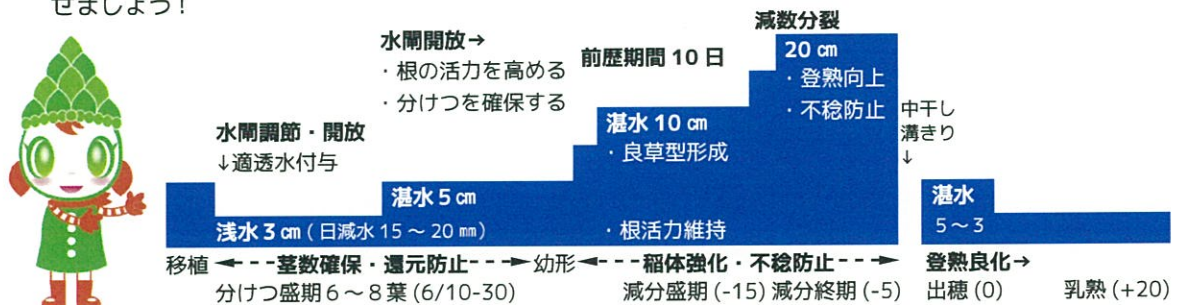 せましょう！
減数分裂
水閘開放→
・根の活力を高める
・分けつを確保する
前歴期間 10 日
20 ㎝
・登熟向上
・不稔防止
中干し
溝きり
↓
水閘調節・開放
↓適透水付与
湛水 10 ㎝
・良草型形成
湛水 5 ㎝
湛水
5～3
浅水 3 ㎝ ( 日減水 15 ～ 20 ㎜ )
・根活力維持
移植 ◄---茎数確保・還元防止---► 幼形 ◄---稲体強化・不稔防止---► 登熟良化→
分けつ盛期 6 ～ 8 葉 (6/10-30) 減分盛期 (-15) 減分終期 (-5) 出穂 (0) 乳熟 (+20)